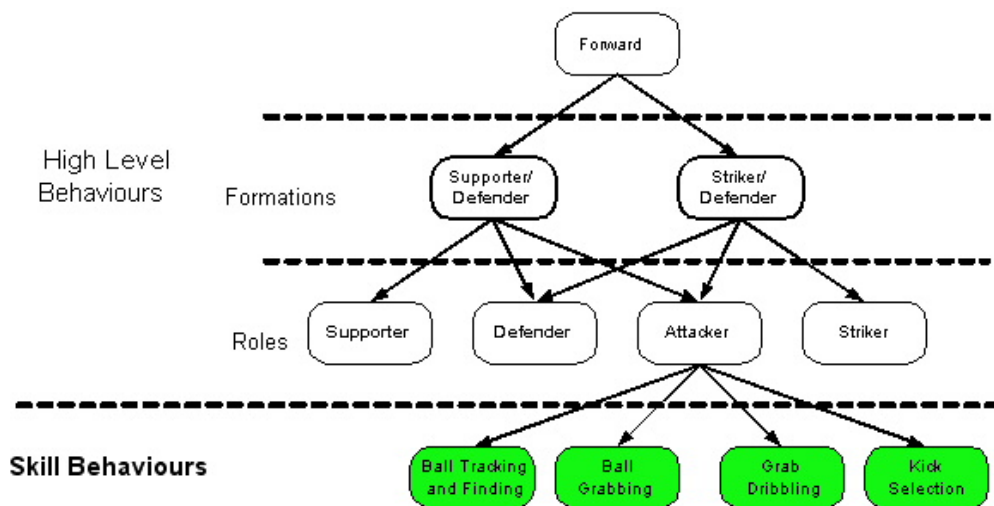 Forward
High Level
Behaviours
Formations
Supporter/
Defender
Striker/
Defender
Roles
Supporter
Defender
Attacker
Striker
Skill Behaviours
Ball Tracking
and Finding
Ball
Grabbing
Grab
Dribbling
Kick
Selection